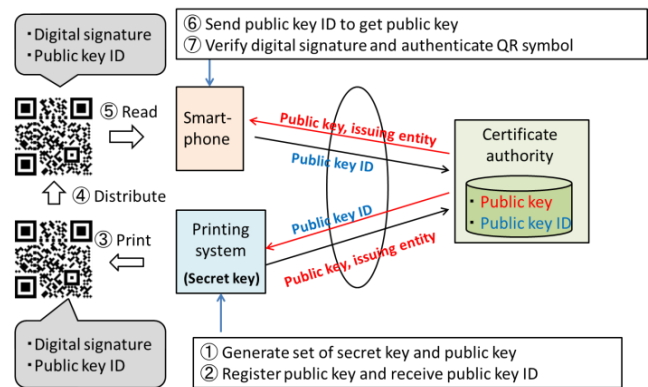 ・Digital signature
・Public key ID
⑥ Send public key ID to get public key
⑦ Verify digital signature and authenticate QR symbol
⑤ Read
Smart-
phone
Public key, issuing entity
Public key ID
Certificate
authority
・Public key
・Public key ID
④ Distribute
③ Print
Printing
system
(Secret key)
Public key ID
Public key, issuing entity
・Digital signature
・Public key ID
① Generate set of secret key and public key
② Register public key and receive public key ID